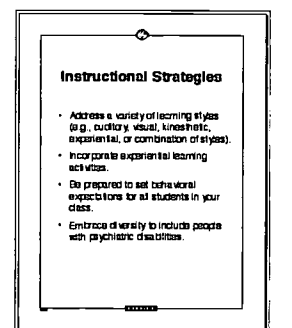 Instructional Strategies
• Address a variety of learning styles
(e.g., auditory, visual, kinesthetic,
experiential, or combination of styles).
• Incorporate experiential learning
activities.
• Be prepared to set behavioral
expectations for all students in your
class.
• Embrace diversity to include people
with psychiatric disabilities.